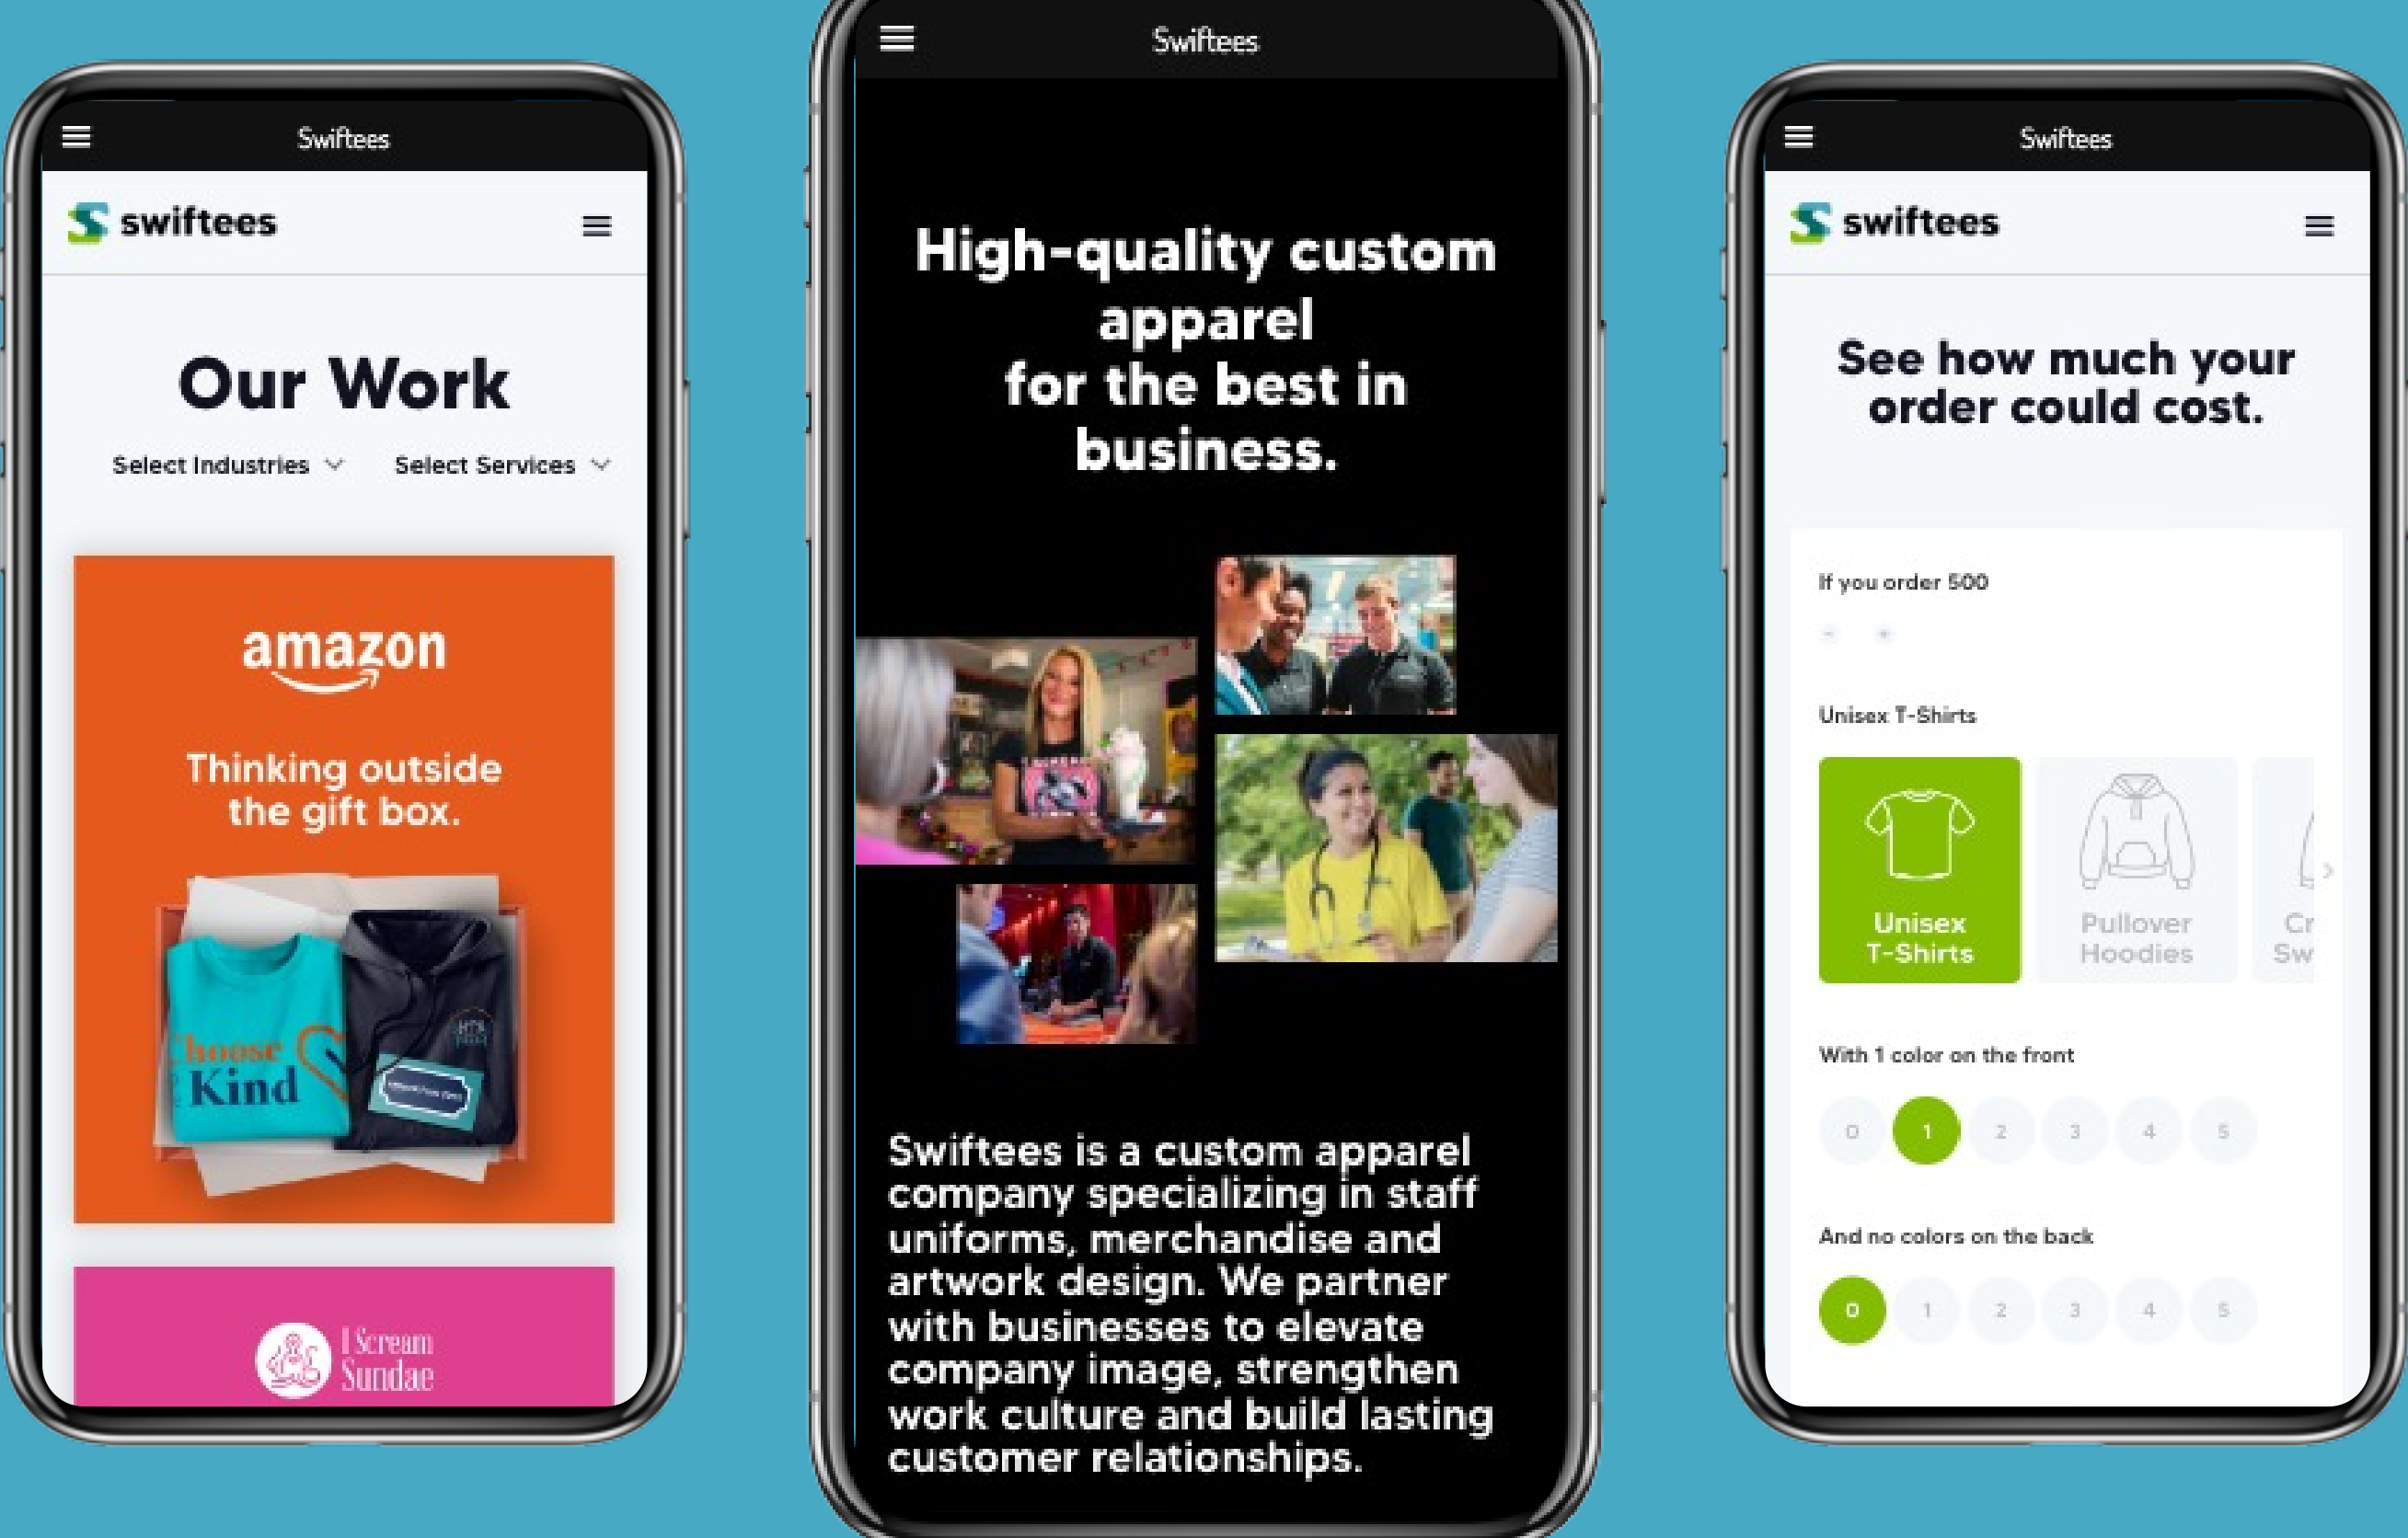 Swiftees
swiftees
Our Work
Select Industries Select Services
amazon
Thinking outside
the gift box.
hoose
Kind
I Scream
Sundae
Swiftees
High-quality custom
apparel
for the best in
business.
Swiftees is a custom apparel
company specializing in staff
uniforms, merchandise and
artwork design. We partner
with businesses to elevate
company image, strengthen
work culture and build lasting
customer relationships.
Swiftees
swiftees
See how much your
order could cost.
If you order 500
- +
Unisex T-Shirts
Unisex
T-Shirts
Pullover
Hoodies
Cr
Sw
With 1 color on the front
0 1 2 3 4 5
And no colors on the back
0 1 2 3 4 5